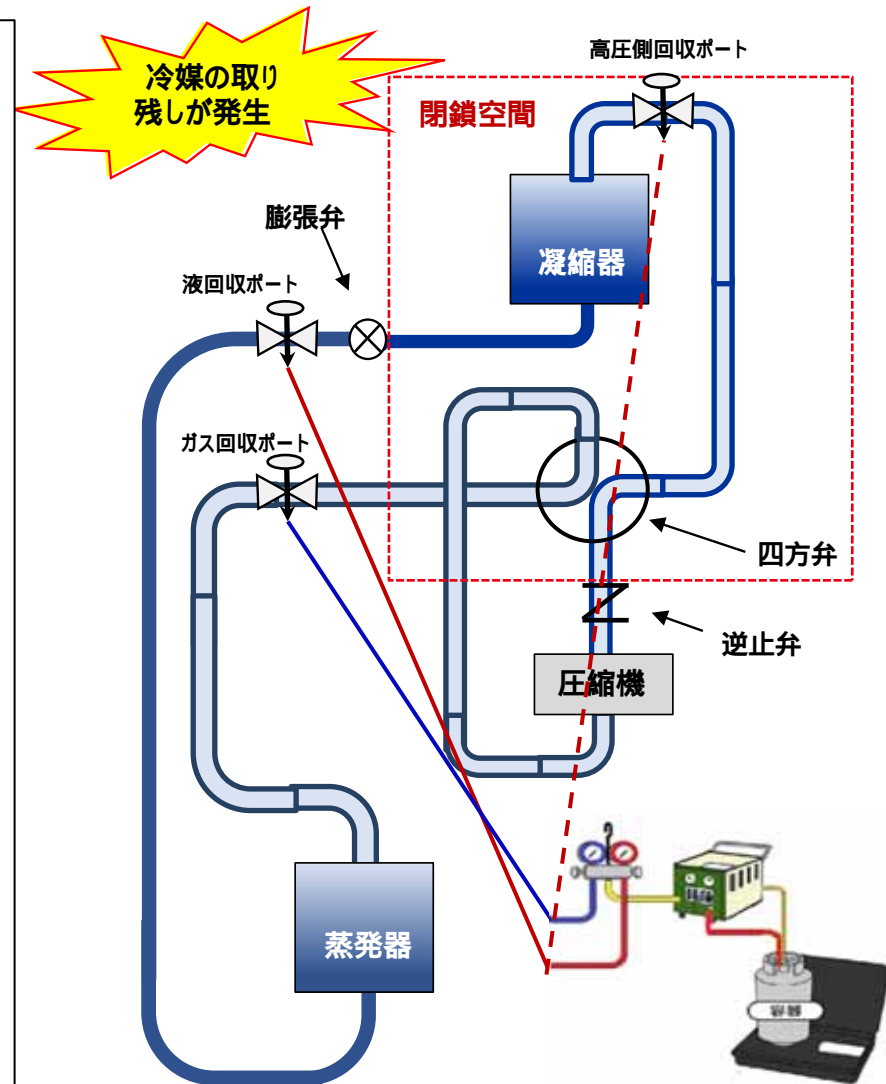 高圧側回収ポート
冷媒の取り
残しが発生
閉鎖空間
膨張弁
凝縮器
液回収ポート
ガス回収ポート
四方弁
逆止弁
圧縮機
蒸発器